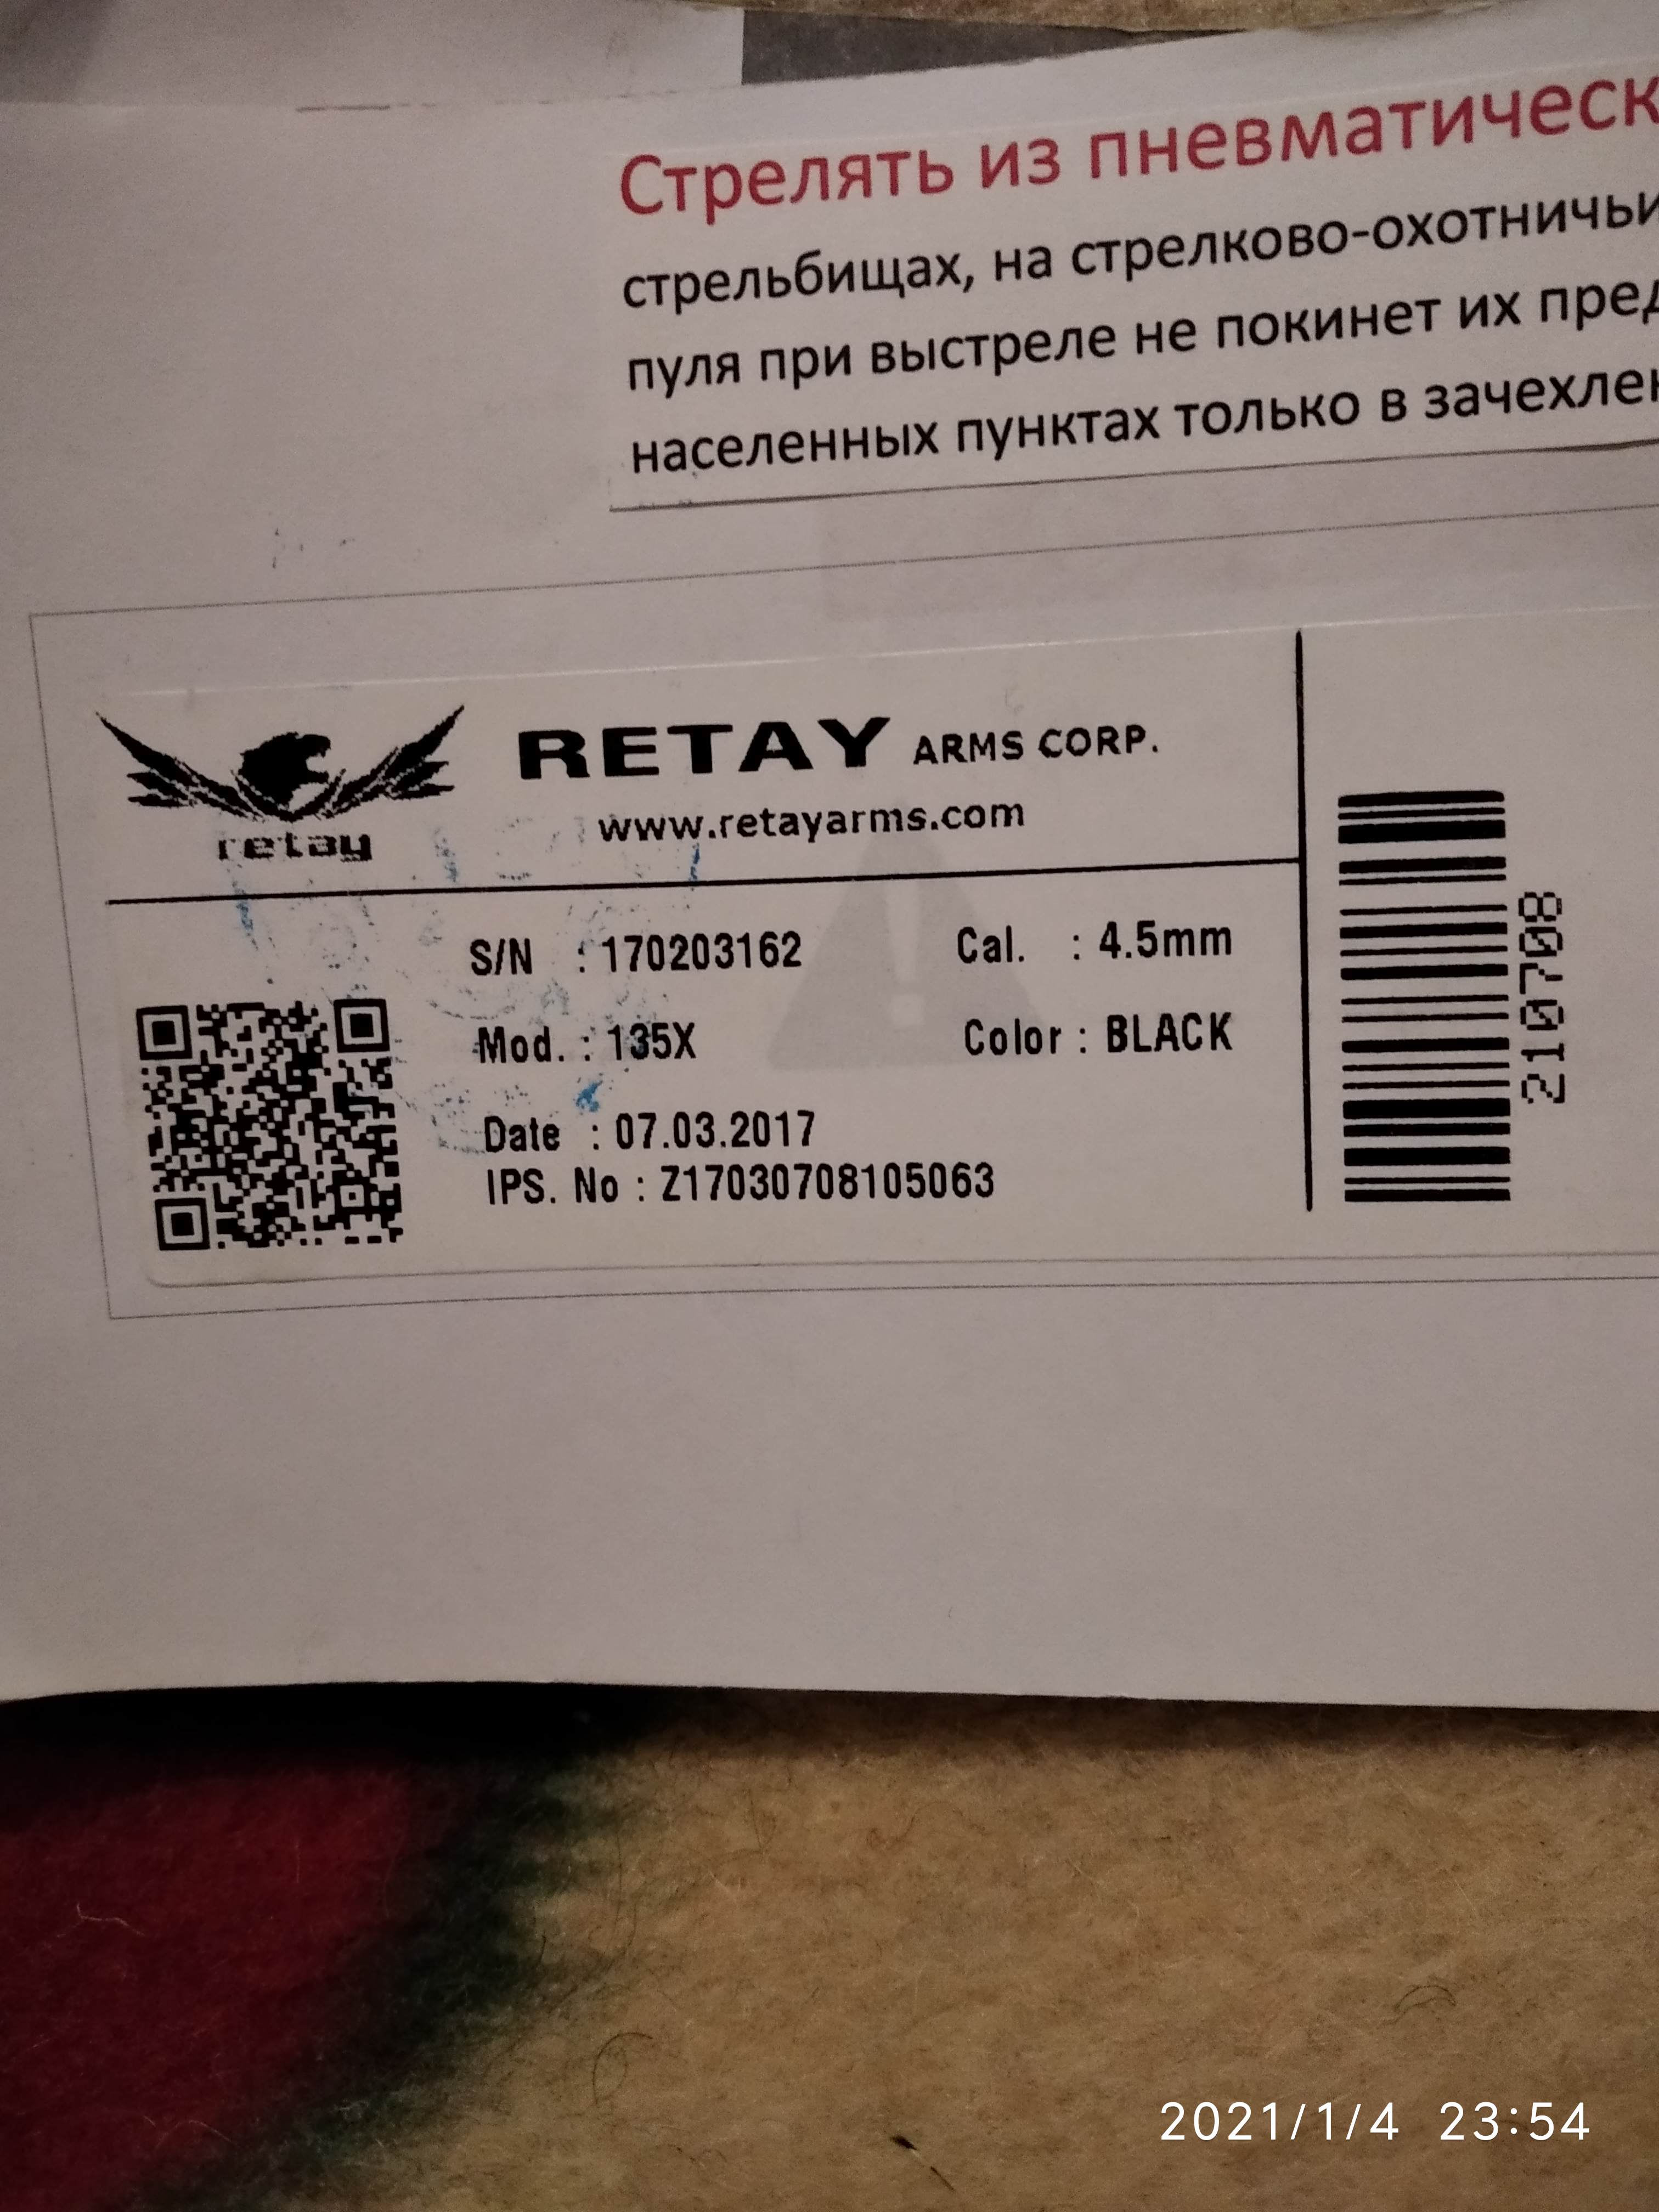 Стрелять из пневматическ
стрельбищах, на стрелково-охотничьи
пуля при выстреле не покинет их пред
населенных пунктах только в зачехлен
retay
RETAY ARMS CORP.
www.retayarms.com
S/N : 170203162 Cal. : 4.5mm
Mod. : 135X Color : BLACK
Date : 07.03.2017
IPS. No : Z17030708105063
210708
2021/1/4 23:54